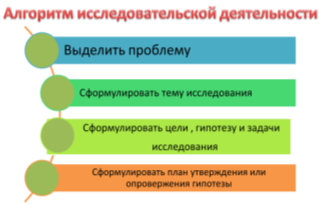 Алгоритм исследовательской деятельности
Выделить проблему
Сформулировать тему исследования
Сформулировать цели , гипотезу и задачи
исследования
Сформулировать план утверждения или
опровержения гипотезы